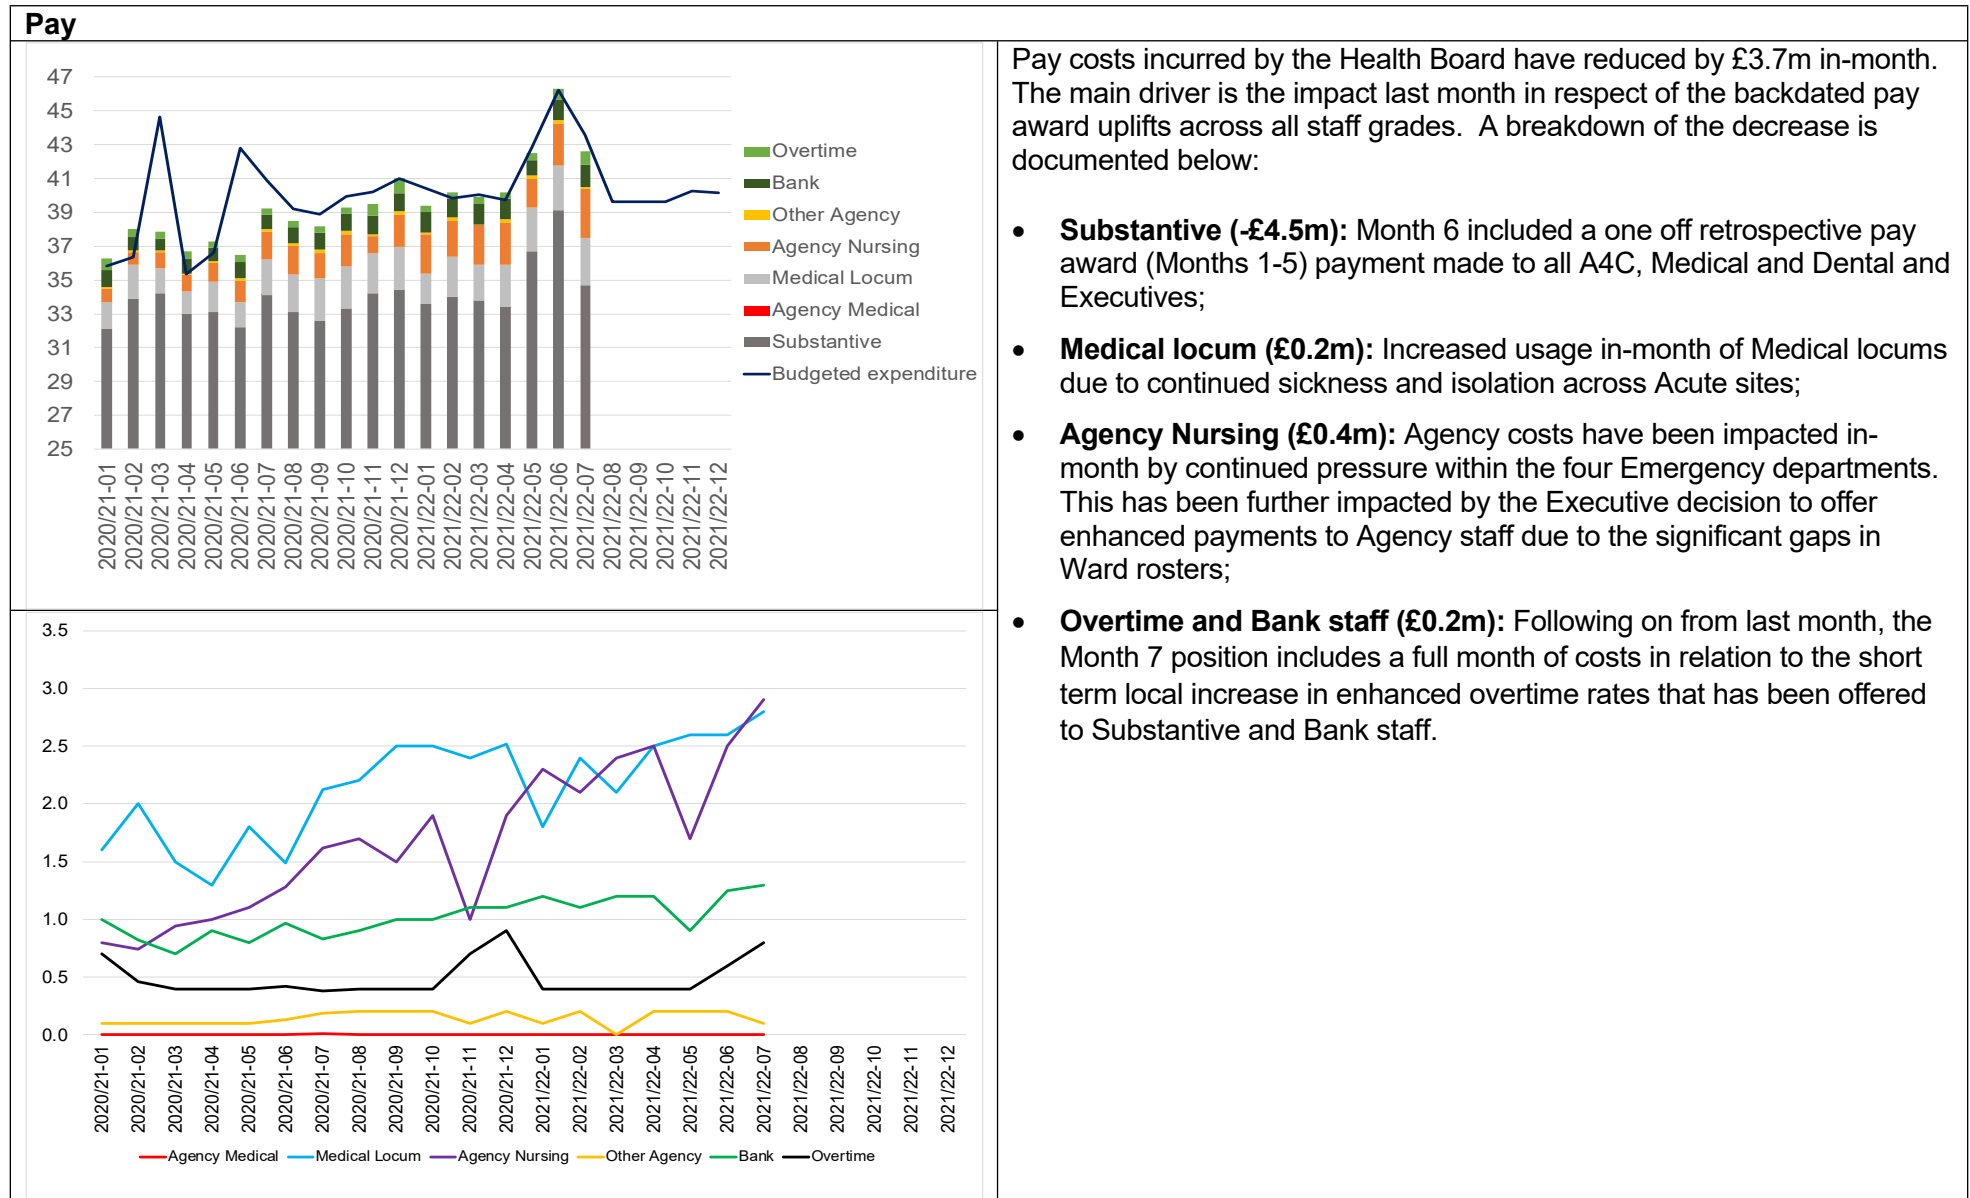 Pay
47
45
43
41
39
37
35
33
31
29
27
25
2020/21-01
2020/21-02
2020/21-03
2020/21-04
2020/21-05
2020/21-06
2020/21-07
2020/21-08
2020/21-09
2020/21-10
2020/21-11
2020/21-12
2021/22-01
2021/22-02
2021/22-03
2021/22-04
2021/22-05
2021/22-06
2021/22-07
2021/22-08
2021/22-09
2021/22-10
2021/22-11
2021/22-12
Overtime
Bank
Other Agency
Agency Nursing
Medical Locum
Agency Medical
Substantive
Budgeted expenditure
3.5
3.0
2.5
2.0
1.5
1.0
0.5
0.0
2020/21-01
2020/21-02
2020/21-03
2020/21-04
2020/21-05
2020/21-06
2020/21-07
2020/21-08
2020/21-09
2020/21-10
2020/21-11
2020/21-12
2021/22-01
2021/22-02
2021/22-03
2021/22-04
2021/22-05
2021/22-06
2021/22-07
2021/22-08
2021/22-09
2021/22-10
2021/22-11
2021/22-12
Agency Medical Medical Locum Agency Nursing Other Agency Bank Overtime
Pay costs incurred by the Health Board have reduced by £3.7m in-month.
The main driver is the impact last month in respect of the backdated pay
award uplifts across all staff grades.  A breakdown of the decrease is
documented below:
• Substantive (-£4.5m): Month 6 included a one off retrospective pay
award (Months 1-5) payment made to all A4C, Medical and Dental and
Executives;
• Medical locum (£0.2m): Increased usage in-month of Medical locums
due to continued sickness and isolation across Acute sites;
• Agency Nursing (£0.4m): Agency costs have been impacted in-
month by continued pressure within the four Emergency departments.
This has been further impacted by the Executive decision to offer
enhanced payments to Agency staff due to the significant gaps in
Ward rosters;
• Overtime and Bank staff (£0.2m): Following on from last month, the
Month 7 position includes a full month of costs in relation to the short
term local increase in enhanced overtime rates that has been offered
to Substantive and Bank staff.